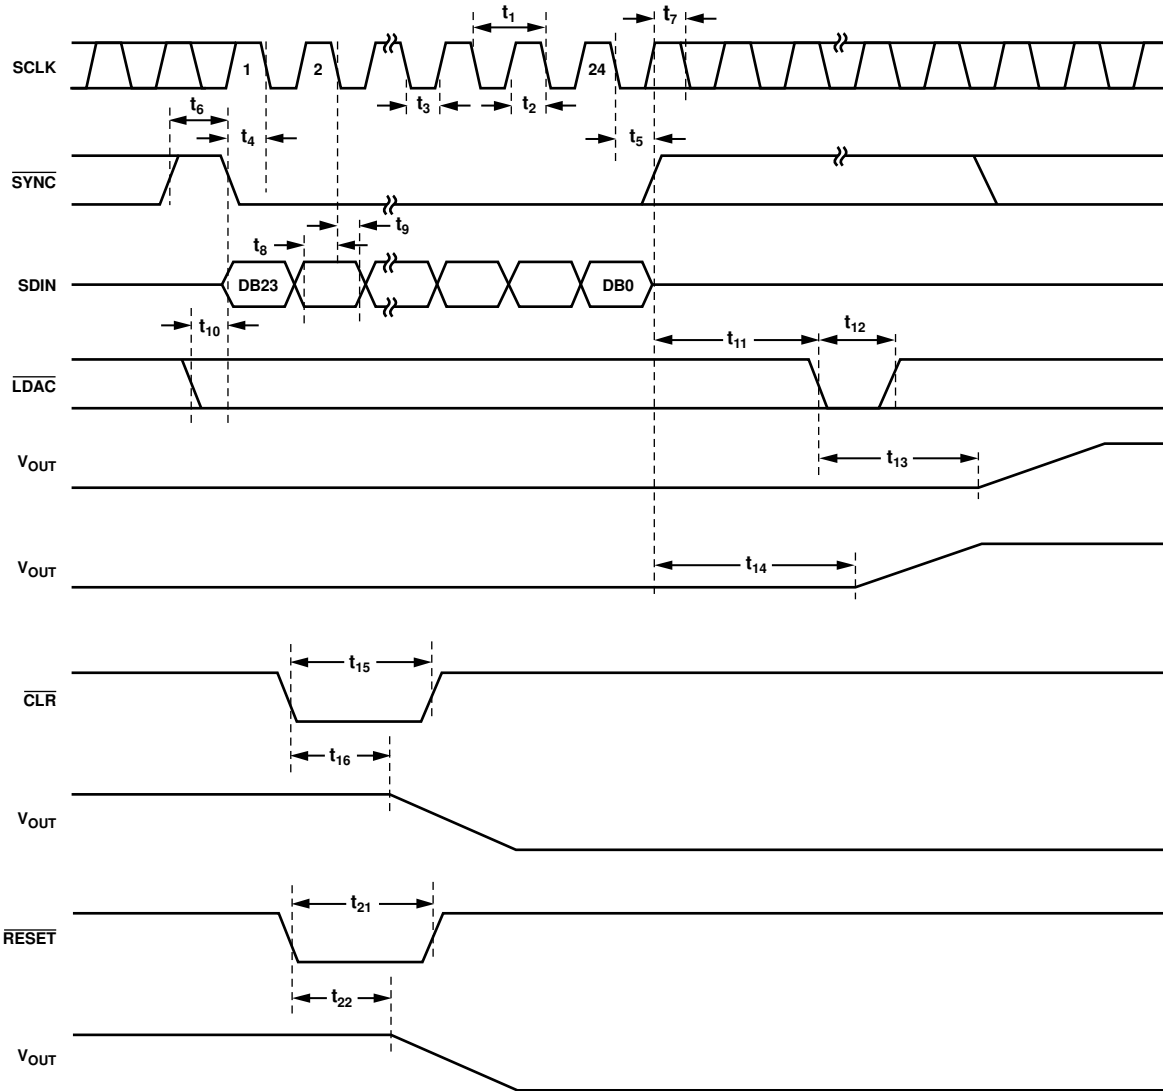 t1
t7
SCLK
1
2
24
t3
t2
t6
t4
t5
SYNC
t9
t8
SDIN
DB23
DB0
t10
t11
t12
LDAC
VOUT
t13
VOUT
t14
t15
CLR
t16
VOUT
t21
RESET
t22
VOUT